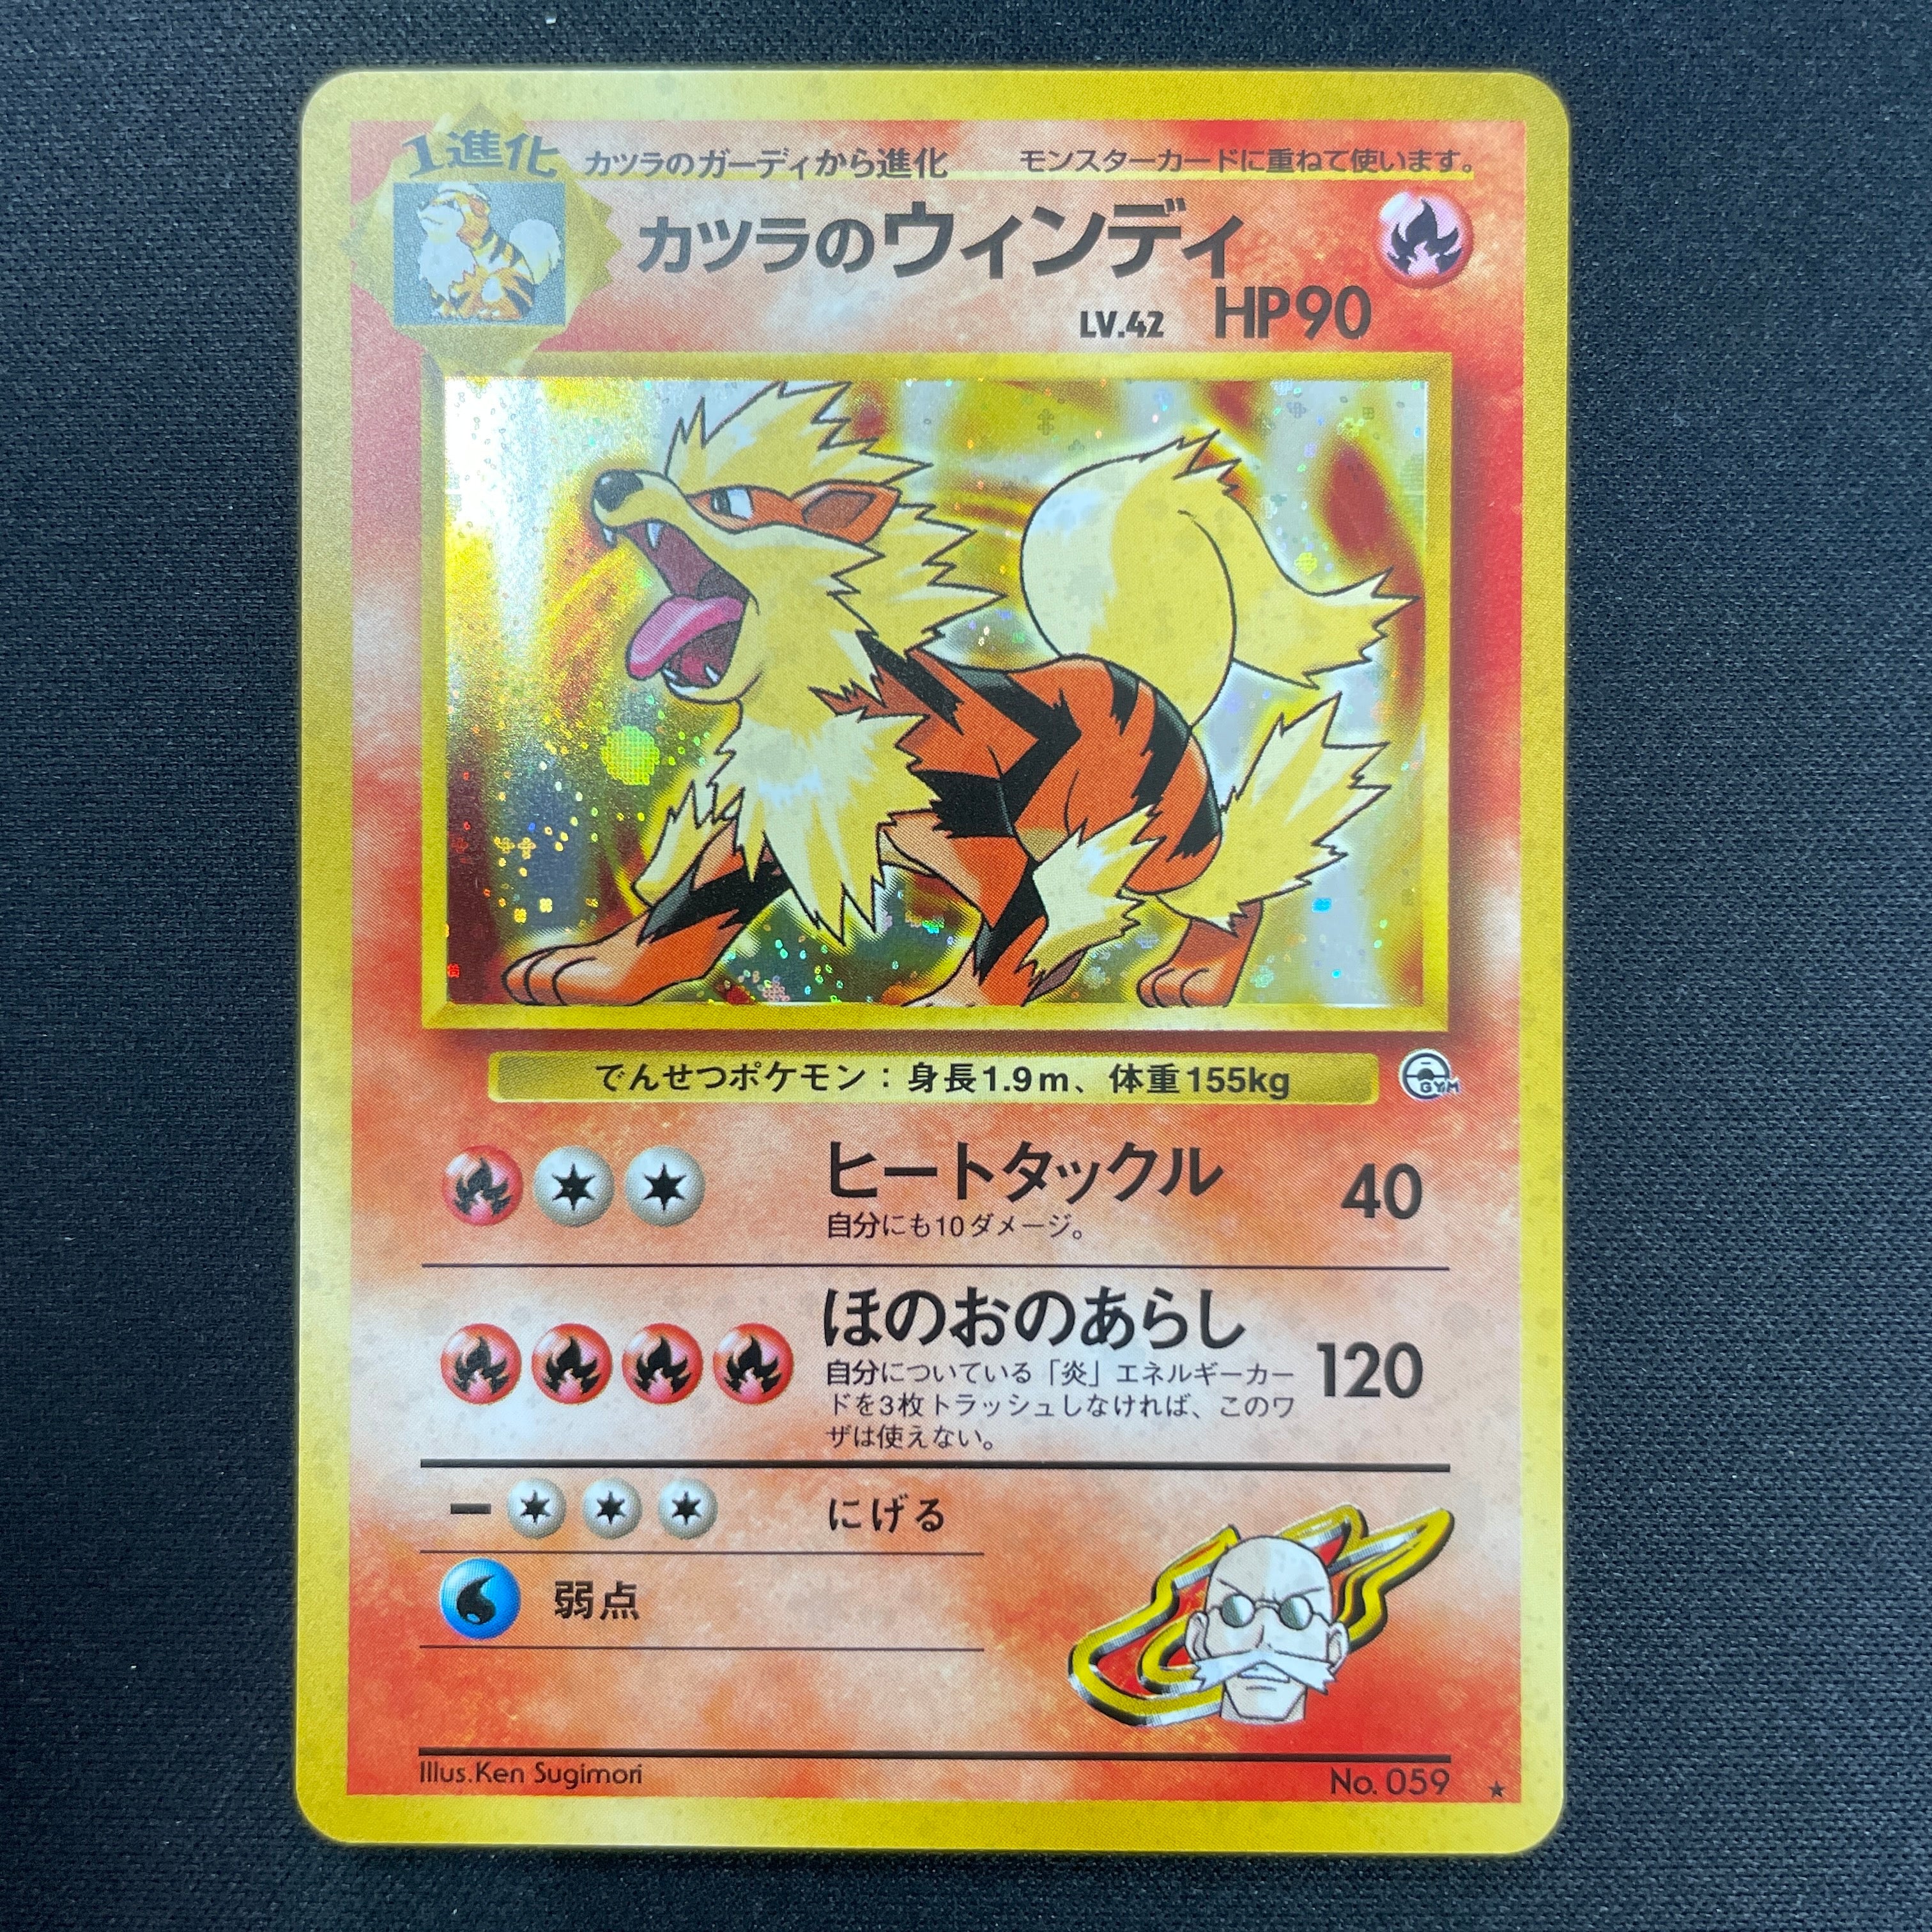 1進化
カツラのガーディから進化
モンスターカードに重ねて使います。
カツラのウィンディ
LV.42 HP90
でんせつポケモン：身長1.9m、体重155kg
GYM
ヒートタックル 40
自分にも10ダメージ。
ほのおのあらし 120
自分についている「炎」エネルギーカー
ドを3枚トラッシュしなければ、このワ
ザは使えない。
にげる
弱点
Illus.Ken Sugimori
No. 059 ★